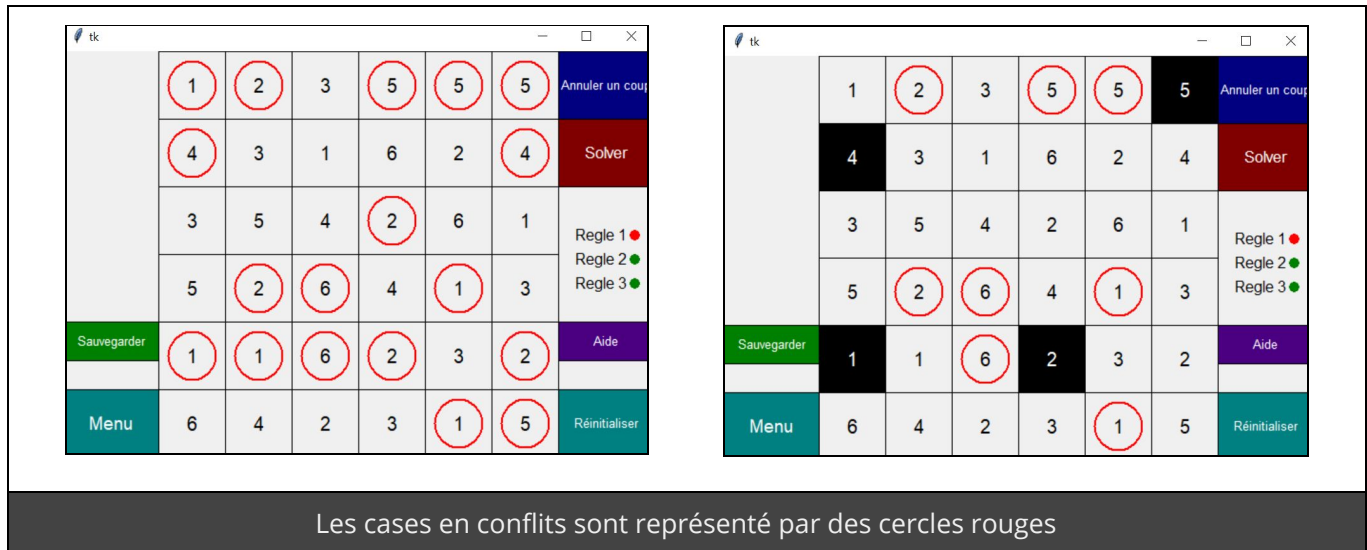 tk
1 2 3 5 5 5 Annuler un coup
4 3 1 6 2 4 Solver
3 5 4 2 6 1
Regle 1
Regle 2
Regle 3
5 2 6 4 1 3
Sauvegarder 1 1 6 2 3 2 Aide
Menu 6 4 2 3 1 5 Réinitialiser
tk
1 2 3 5 5 5 Annuler un coup
4 3 1 6 2 4 Solver
3 5 4 2 6 1
Regle 1
Regle 2
Regle 3
5 2 6 4 1 3
Sauvegarder 1 1 6 2 3 2 Aide
Menu 6 4 2 3 1 5 Réinitialiser
Les cases en conflits sont représenté par des cercles rouges